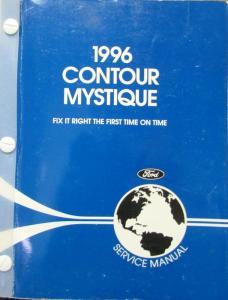 1996
CONTOUR
MYSTIQUE
FIX IT RIGHT THE FIRST TIME ON TIME
Ford
SERVICE MANUAL